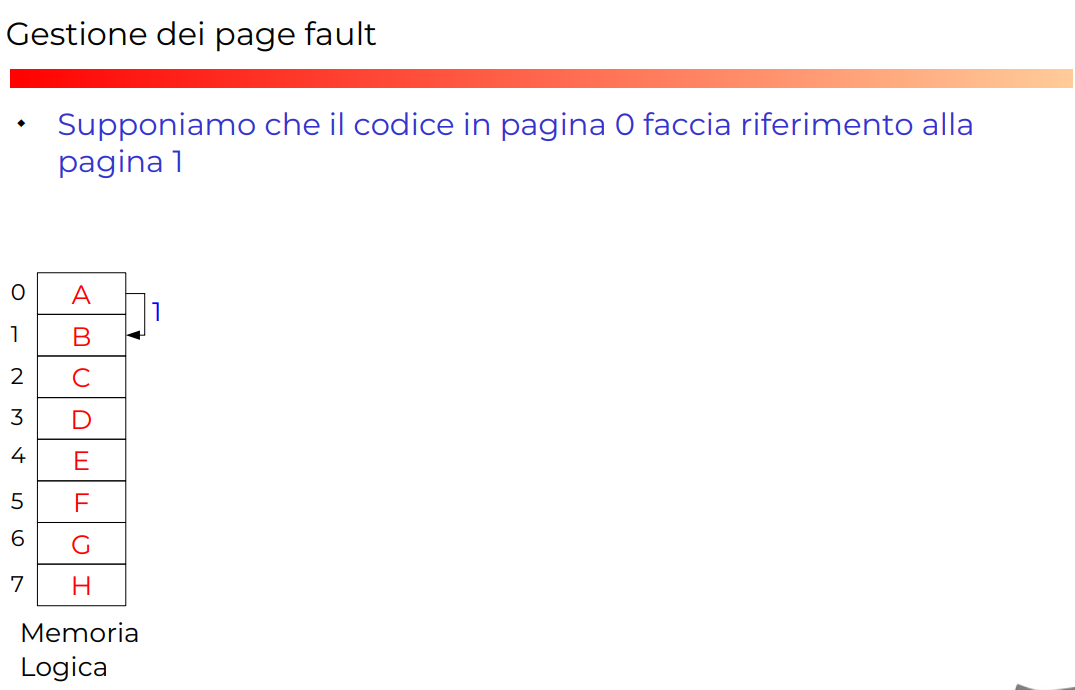 Gestione dei page fault
Supponiamo che il codice in pagina 0 faccia riferimento alla
pagina 1
0 A
1
1 B
2 C
3 D
4 E
5 F
6 G
7 H
Memoria
Logica